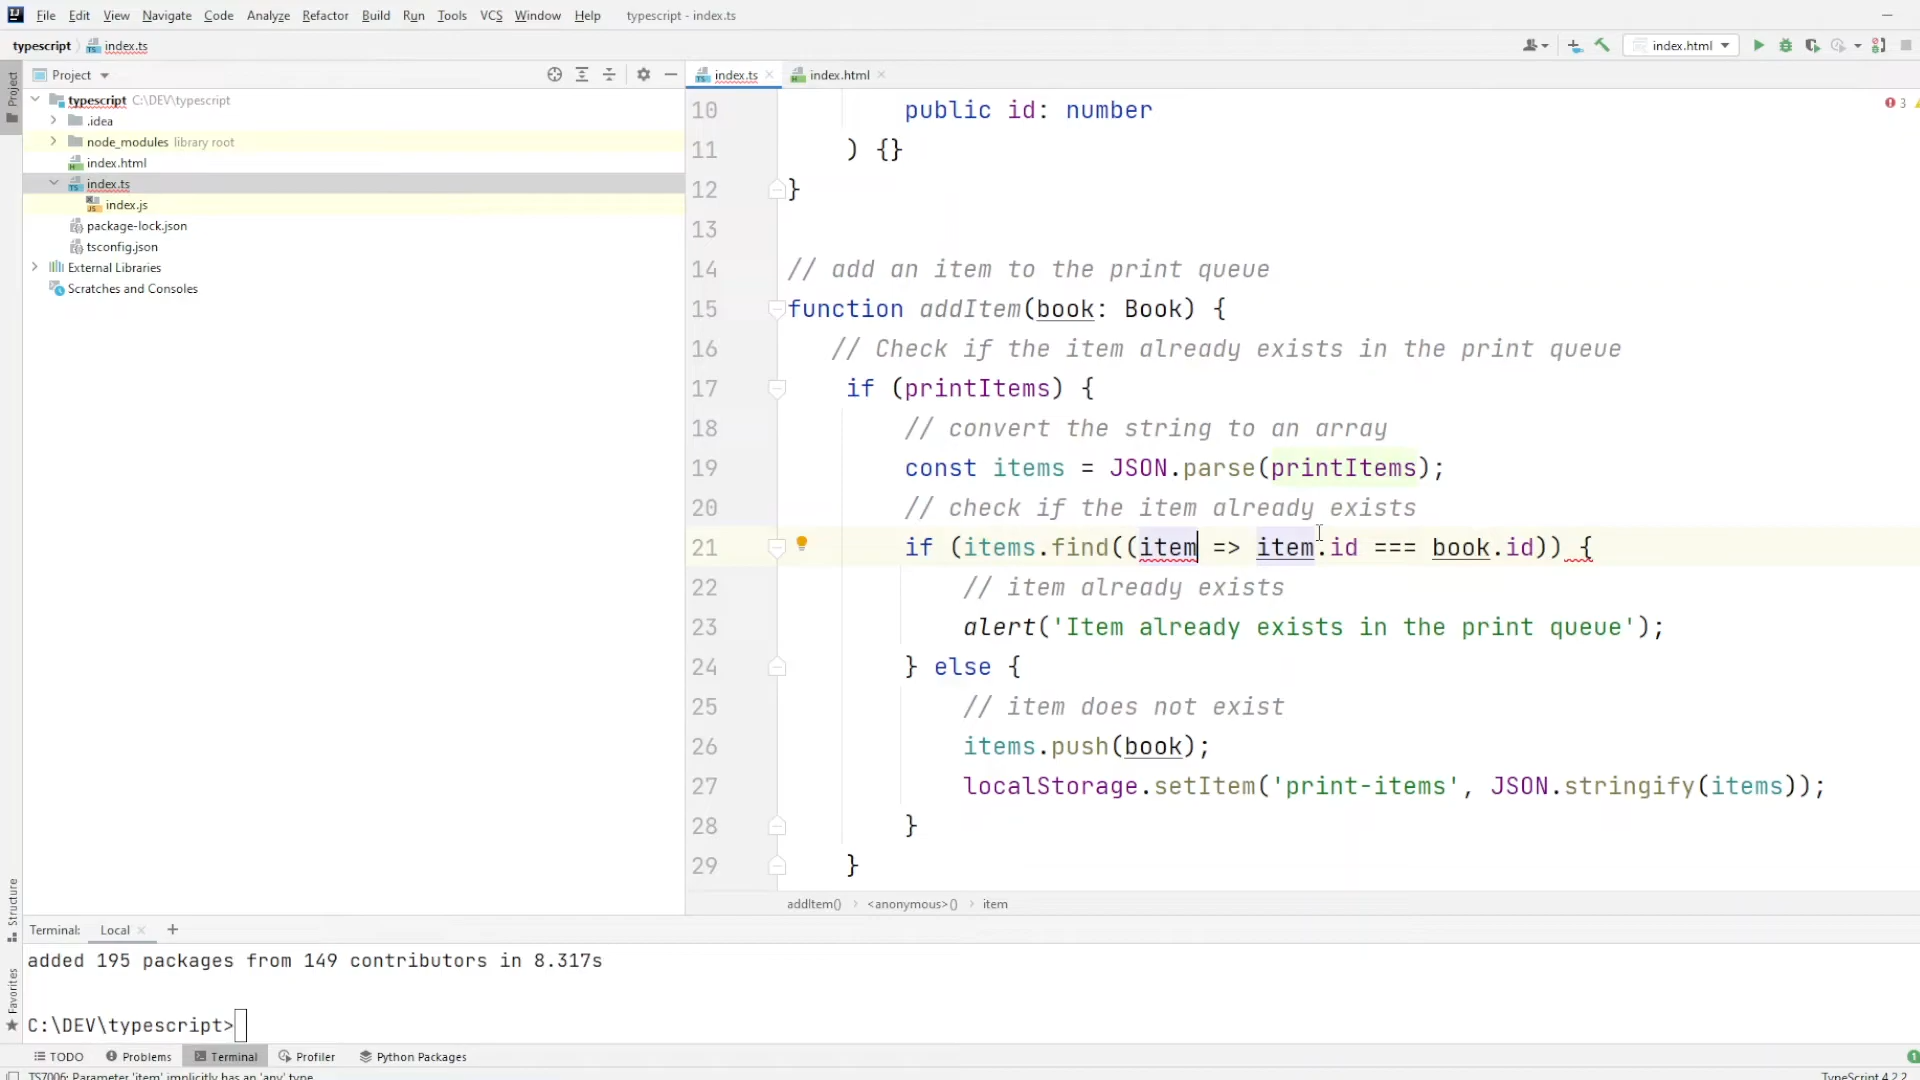 File Edit View Navigate Code Analyze Refactor Build Run Tools VCS Window Help typescript - index.ts
typescript index.ts index.html
Project
index.ts index.html
typescript C:\DEV\typescript
.idea
node_modules library root
index.html
index.ts
index.js
package-lock.json
tsconfig.json
External Libraries
Scratches and Consoles
Project
Structure
Favorites
3
10 public id: number
11 ) {}
12 }
13
14 // add an item to the print queue
15 function addItem(book: Book) {
16 // Check if the item already exists in the print queue
17 if (printItems) {
18 // convert the string to an array
19 const items = JSON.parse(printItems);
20 // check if the item already exists
21 if (items.find((item => item.id === book.id)) {
22 // item already exists
23 alert('Item already exists in the print queue');
24 } else {
25 // item does not exist
26 items.push(book);
27 localStorage.setItem('print-items', JSON.stringify(items));
28 }
29 }
addItem() <anonymous>() item
Terminal: Local +
added 195 packages from 149 contributors in 8.317s
C:\DEV\typescript>
TODO Problems Terminal Profiler Python Packages 1
TS7006: Parameter 'item' implicitly has an 'any' type. TypeScript 4.2.2